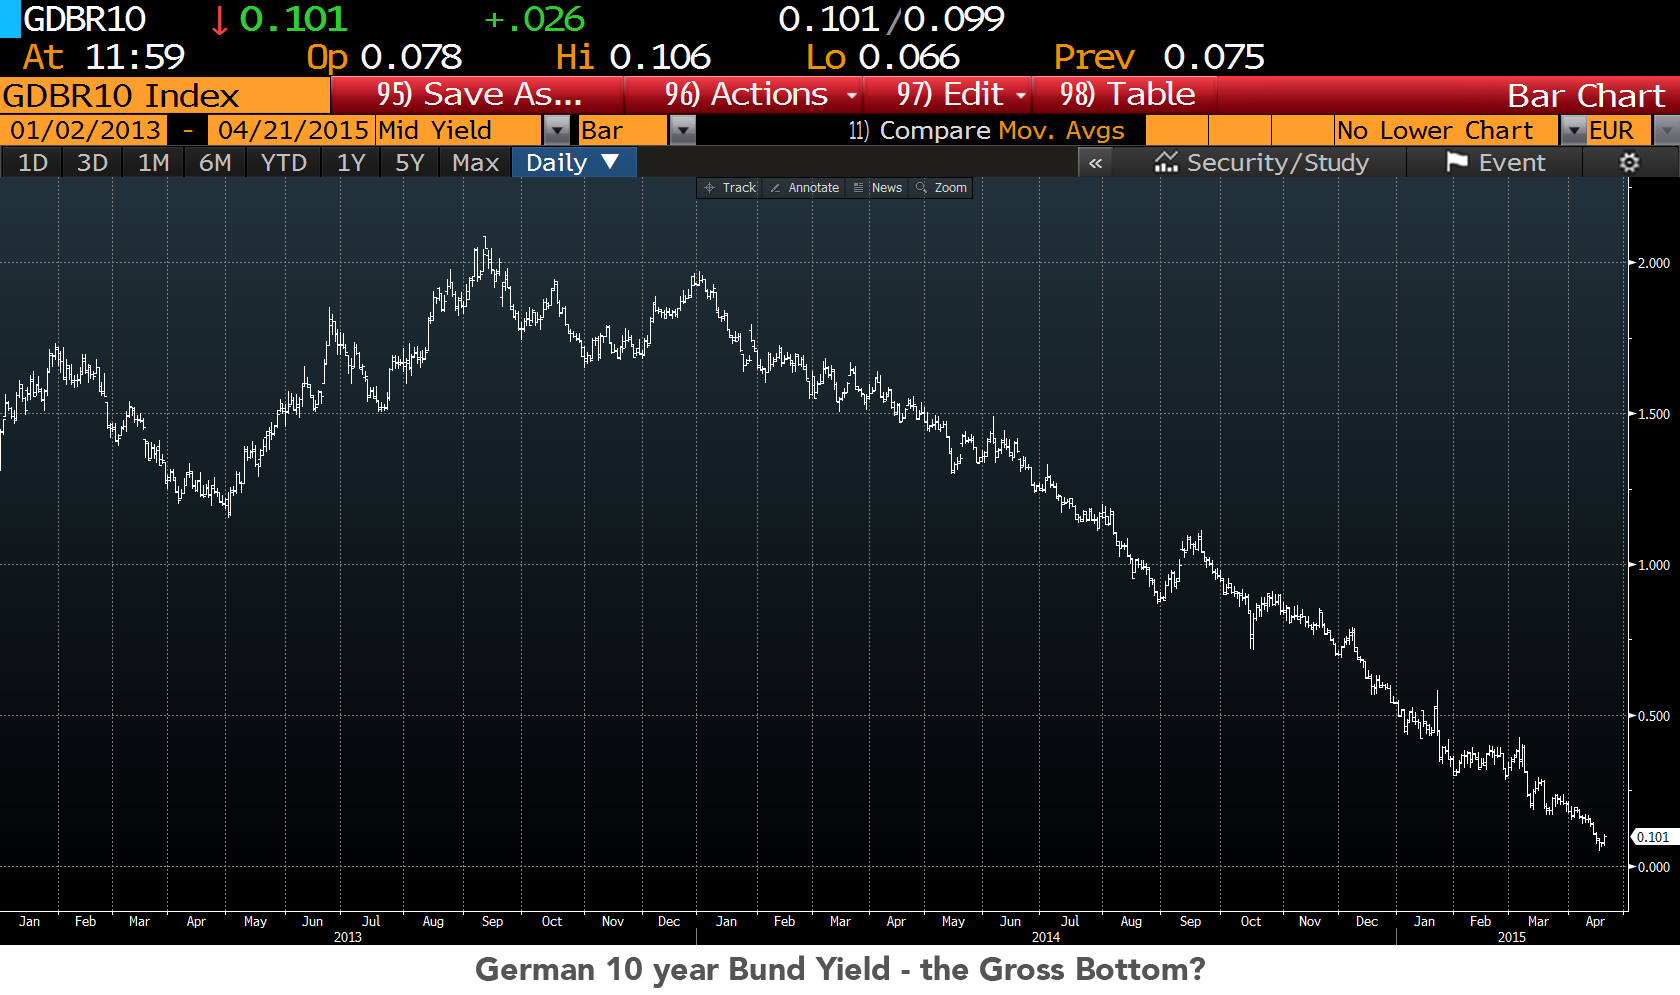 GDBR10 ↓ 0.101 +.026 0.101/0.099
At 11:59 Op 0.078 Hi 0.106 Lo 0.066 Prev 0.075
GDBR10 Index 95) Save As... 96) Actions 97) Edit 98) Table Bar Chart
01/02/2013 - 04/21/2015 Mid Yield Bar 11) Compare Mov. Avgs No Lower Chart EUR
1D 3D 1M 6M YTD 1Y 5Y Max Daily ▼ « Security/Study Event
Track Annotate News Zoom
2.000
1.500
1.000
0.500
0.101
0.000
Jan Feb Mar Apr May Jun Jul Aug Sep Oct Nov Dec Jan Feb Mar Apr May Jun Jul Aug Sep Oct Nov Dec Jan Feb Mar Apr
2013 2014 2015
German 10 year Bund Yield - the Gross Bottom?